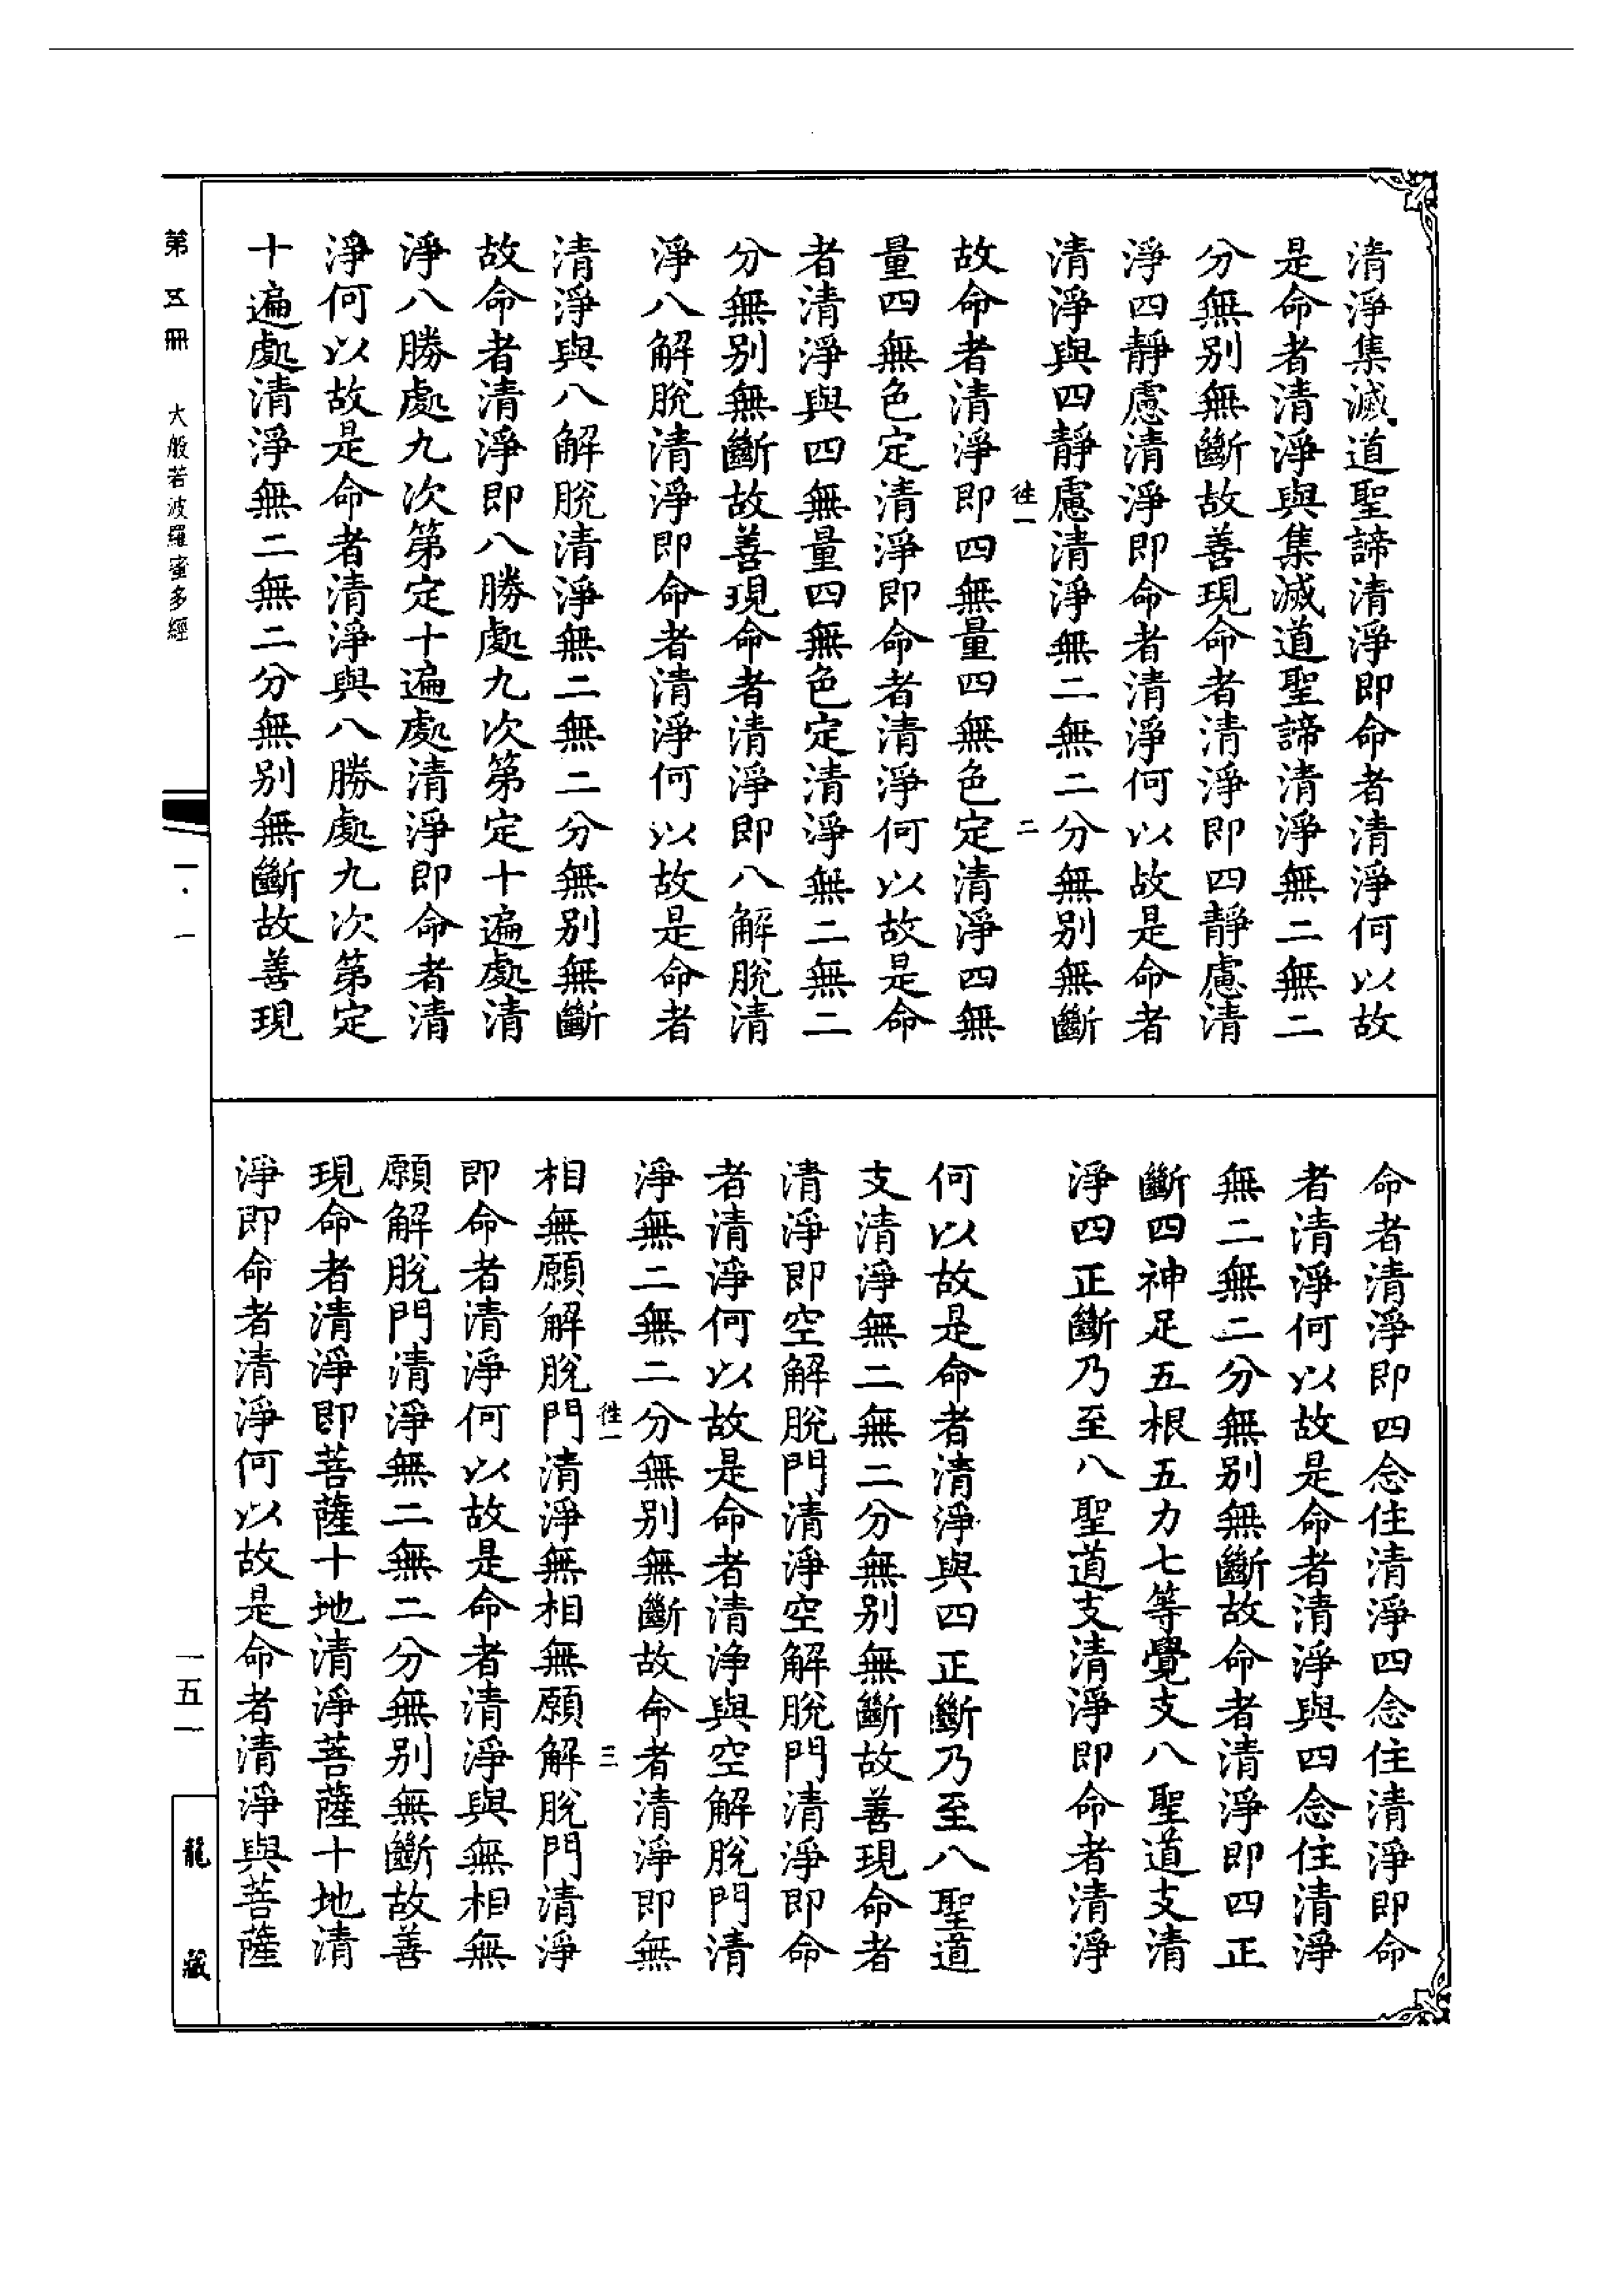 清淨集滅道聖諦清淨即命者清淨何以故
是命者清淨與集滅道聖諦清淨無二無二
分無別無斷故善現命者清淨即四靜慮清
淨四靜慮清淨即命者清淨何以故是命者
清淨與四靜慮清淨無二無二分無別無斷
徃一 二
故命者清淨即四無量四無色定清淨四無
量四無色定清淨即命者清淨何以故是命
者清淨與四無量四無色定清淨無二無二
分無別無斷故善現命者清淨即八解脫清
淨八解脫清淨即命者清淨何以故是命者
清淨與八解脫清淨無二無二分無別無斷
故命者清淨即八勝處九次第定十遍處清
淨八勝處九次第定十遍處清淨即命者清
淨何以故是命者清淨與八勝處九次第定
十遍處清淨無二無二分無別無斷故善現
命者清淨即四念住清淨四念住清淨即命
者清淨何以故是命者清淨與四念住清淨
無二無二分無別無斷故命者清淨即四正
斷四神足五根五力七等覺支八聖道支清
淨四正斷乃至八聖道支清淨即命者清淨
何以故是命者清淨與四正斷乃至八聖道
支清淨無二無二分無別無斷故善現命者
清淨即空解脫門清淨空解脫門清淨即命
者清淨何以故是命者清淨與空解脫門清
淨無二無二分無別無斷故命者清淨即無
徃一 三
相無願解脫門清淨無相無願解脫門清淨
即命者清淨何以故是命者清淨與無相無
願解脫門清淨無二無二分無別無斷故善
現命者清淨即菩薩十地清淨菩薩十地清
淨即命者清淨何以故是命者清淨與菩薩
第五冊 大般若波羅蜜多經
一·一
一五一
龍藏